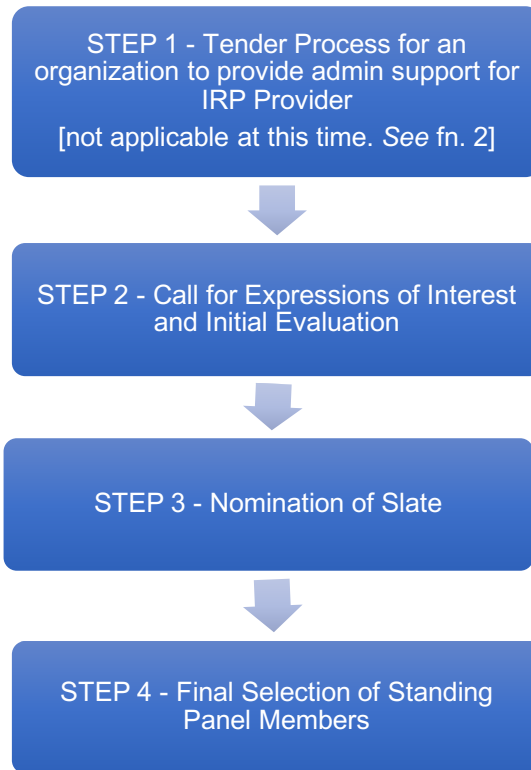 STEP 1 - Tender Process for an
organization to provide admin support for
IRP Provider
[not applicable at this time. See fn. 2]
STEP 2 - Call for Expressions of Interest
and Initial Evaluation
STEP 3 - Nomination of Slate
STEP 4 - Final Selection of Standing
Panel Members